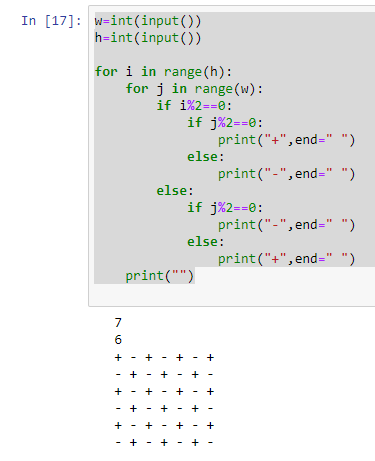 In [17]: w=int(input())
h=int(input())

for i in range(h):
    for j in range(w):
        if i%2==0:
            if j%2==0:
                print("+",end=" ")
            else:
                print("-",end=" ")
        else:
            if j%2==0:
                print("-",end=" ")
            else:
                print("+",end=" ")
    print("")

7
6
+ - + - + - +
- + - + - + -
+ - + - + - +
- + - + - + -
+ - + - + - +
- + - + - + -